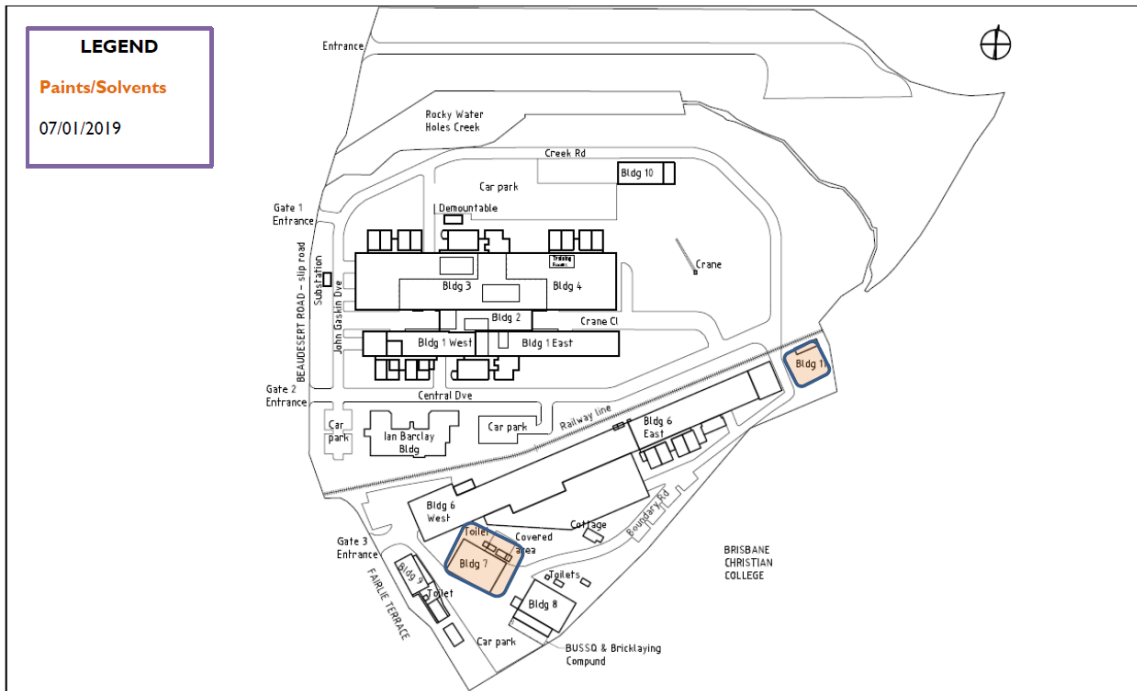 LEGEND
Paints/Solvents
07/01/2019
Entrance
Rocky Water
Holes Creek
Creek Rd
Bldg 10
Car park
Demountable
Gate 1
Entrance
Substation
BEAUDESERT ROAD - slip road
John Gaskin Dve
Training
Rooms
Bldg 3
Bldg 4
Crane
Bldg 2
Crane Cl
Bldg 1 West
Bldg 1 East
Bldg 11
Gate 2
Entrance
Central Dve
Car
park
Ian Barclay
Bldg
Car park
Railway line
Bldg 6
East
Bldg 6
West
Boundary Rd
Toilet
Covered
area
Cottage
Gate 3
Entrance
Bldg 7
BRISBANE
CHRISTIAN
COLLEGE
Bldg 9
Toilet
Toilets
Bldg 8
FAIRLIE TERRACE
Car park
BUSSQ & Bricklaying
Compund